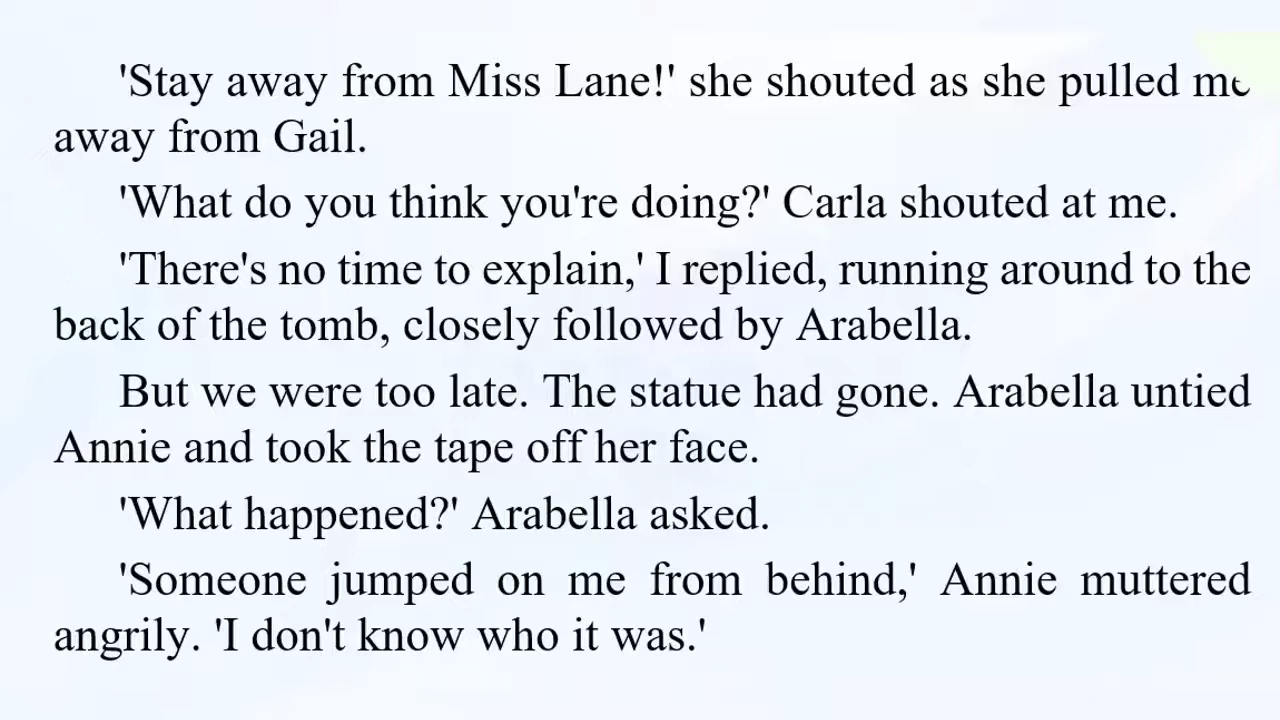 'Stay away from Miss Lane!' she shouted as she pulled me
away from Gail.
'What do you think you're doing?' Carla shouted at me.
'There's no time to explain,' I replied, running around to the
back of the tomb, closely followed by Arabella.
But we were too late. The statue had gone. Arabella untied
Annie and took the tape off her face.
'What happened?' Arabella asked.
'Someone jumped on me from behind,' Annie muttered
angrily. 'I don't know who it was.'